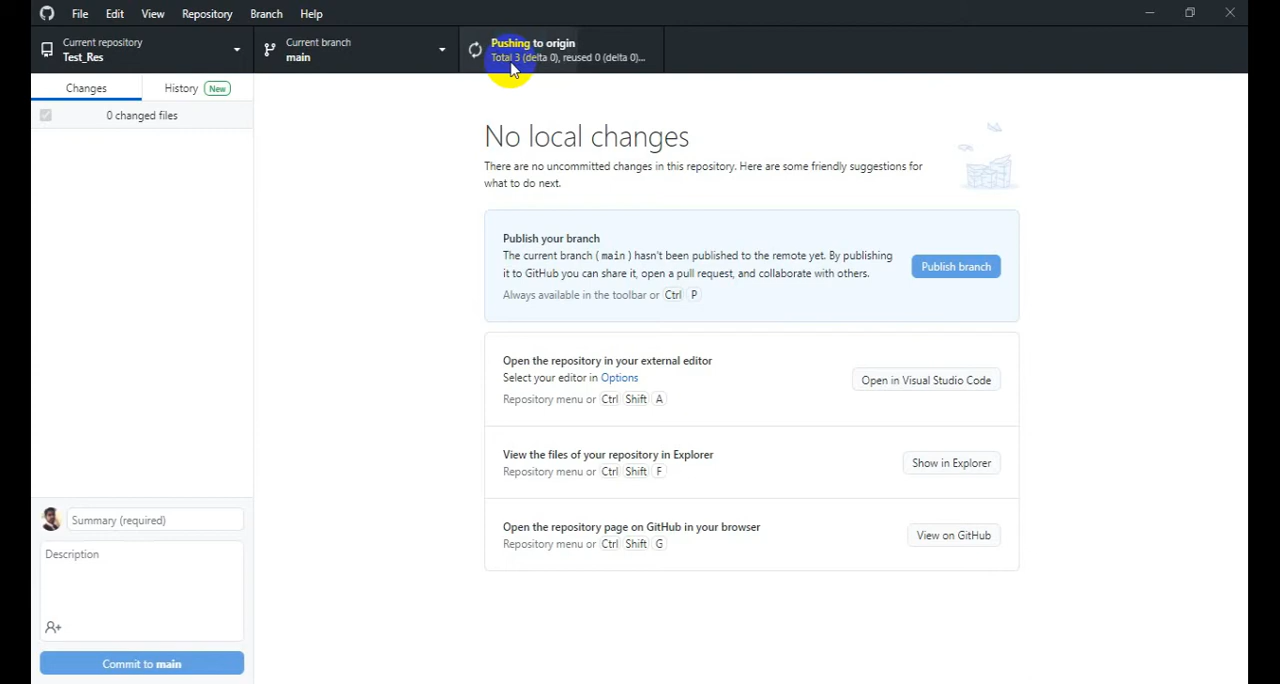 File Edit View Repository Branch Help
Current repository
Test_Res
Current branch
main
Pushing to origin
Total 3 (delta 0), reused 0 (delta 0)...
Changes
History New
0 changed files
No local changes
There are no uncommitted changes in this repository. Here are some friendly suggestions for
what to do next.
Publish your branch
The current branch (main) hasn't been published to the remote yet. By publishing
it to GitHub you can share it, open a pull request, and collaborate with others.
Always available in the toolbar or Ctrl P
Publish branch
Open the repository in your external editor
Select your editor in Options
Repository menu or Ctrl Shift A
Open in Visual Studio Code
View the files of your repository in Explorer
Repository menu or Ctrl Shift F
Show in Explorer
Open the repository page on GitHub in your browser
Repository menu or Ctrl Shift G
View on GitHub
Summary (required)
Description
Commit to main